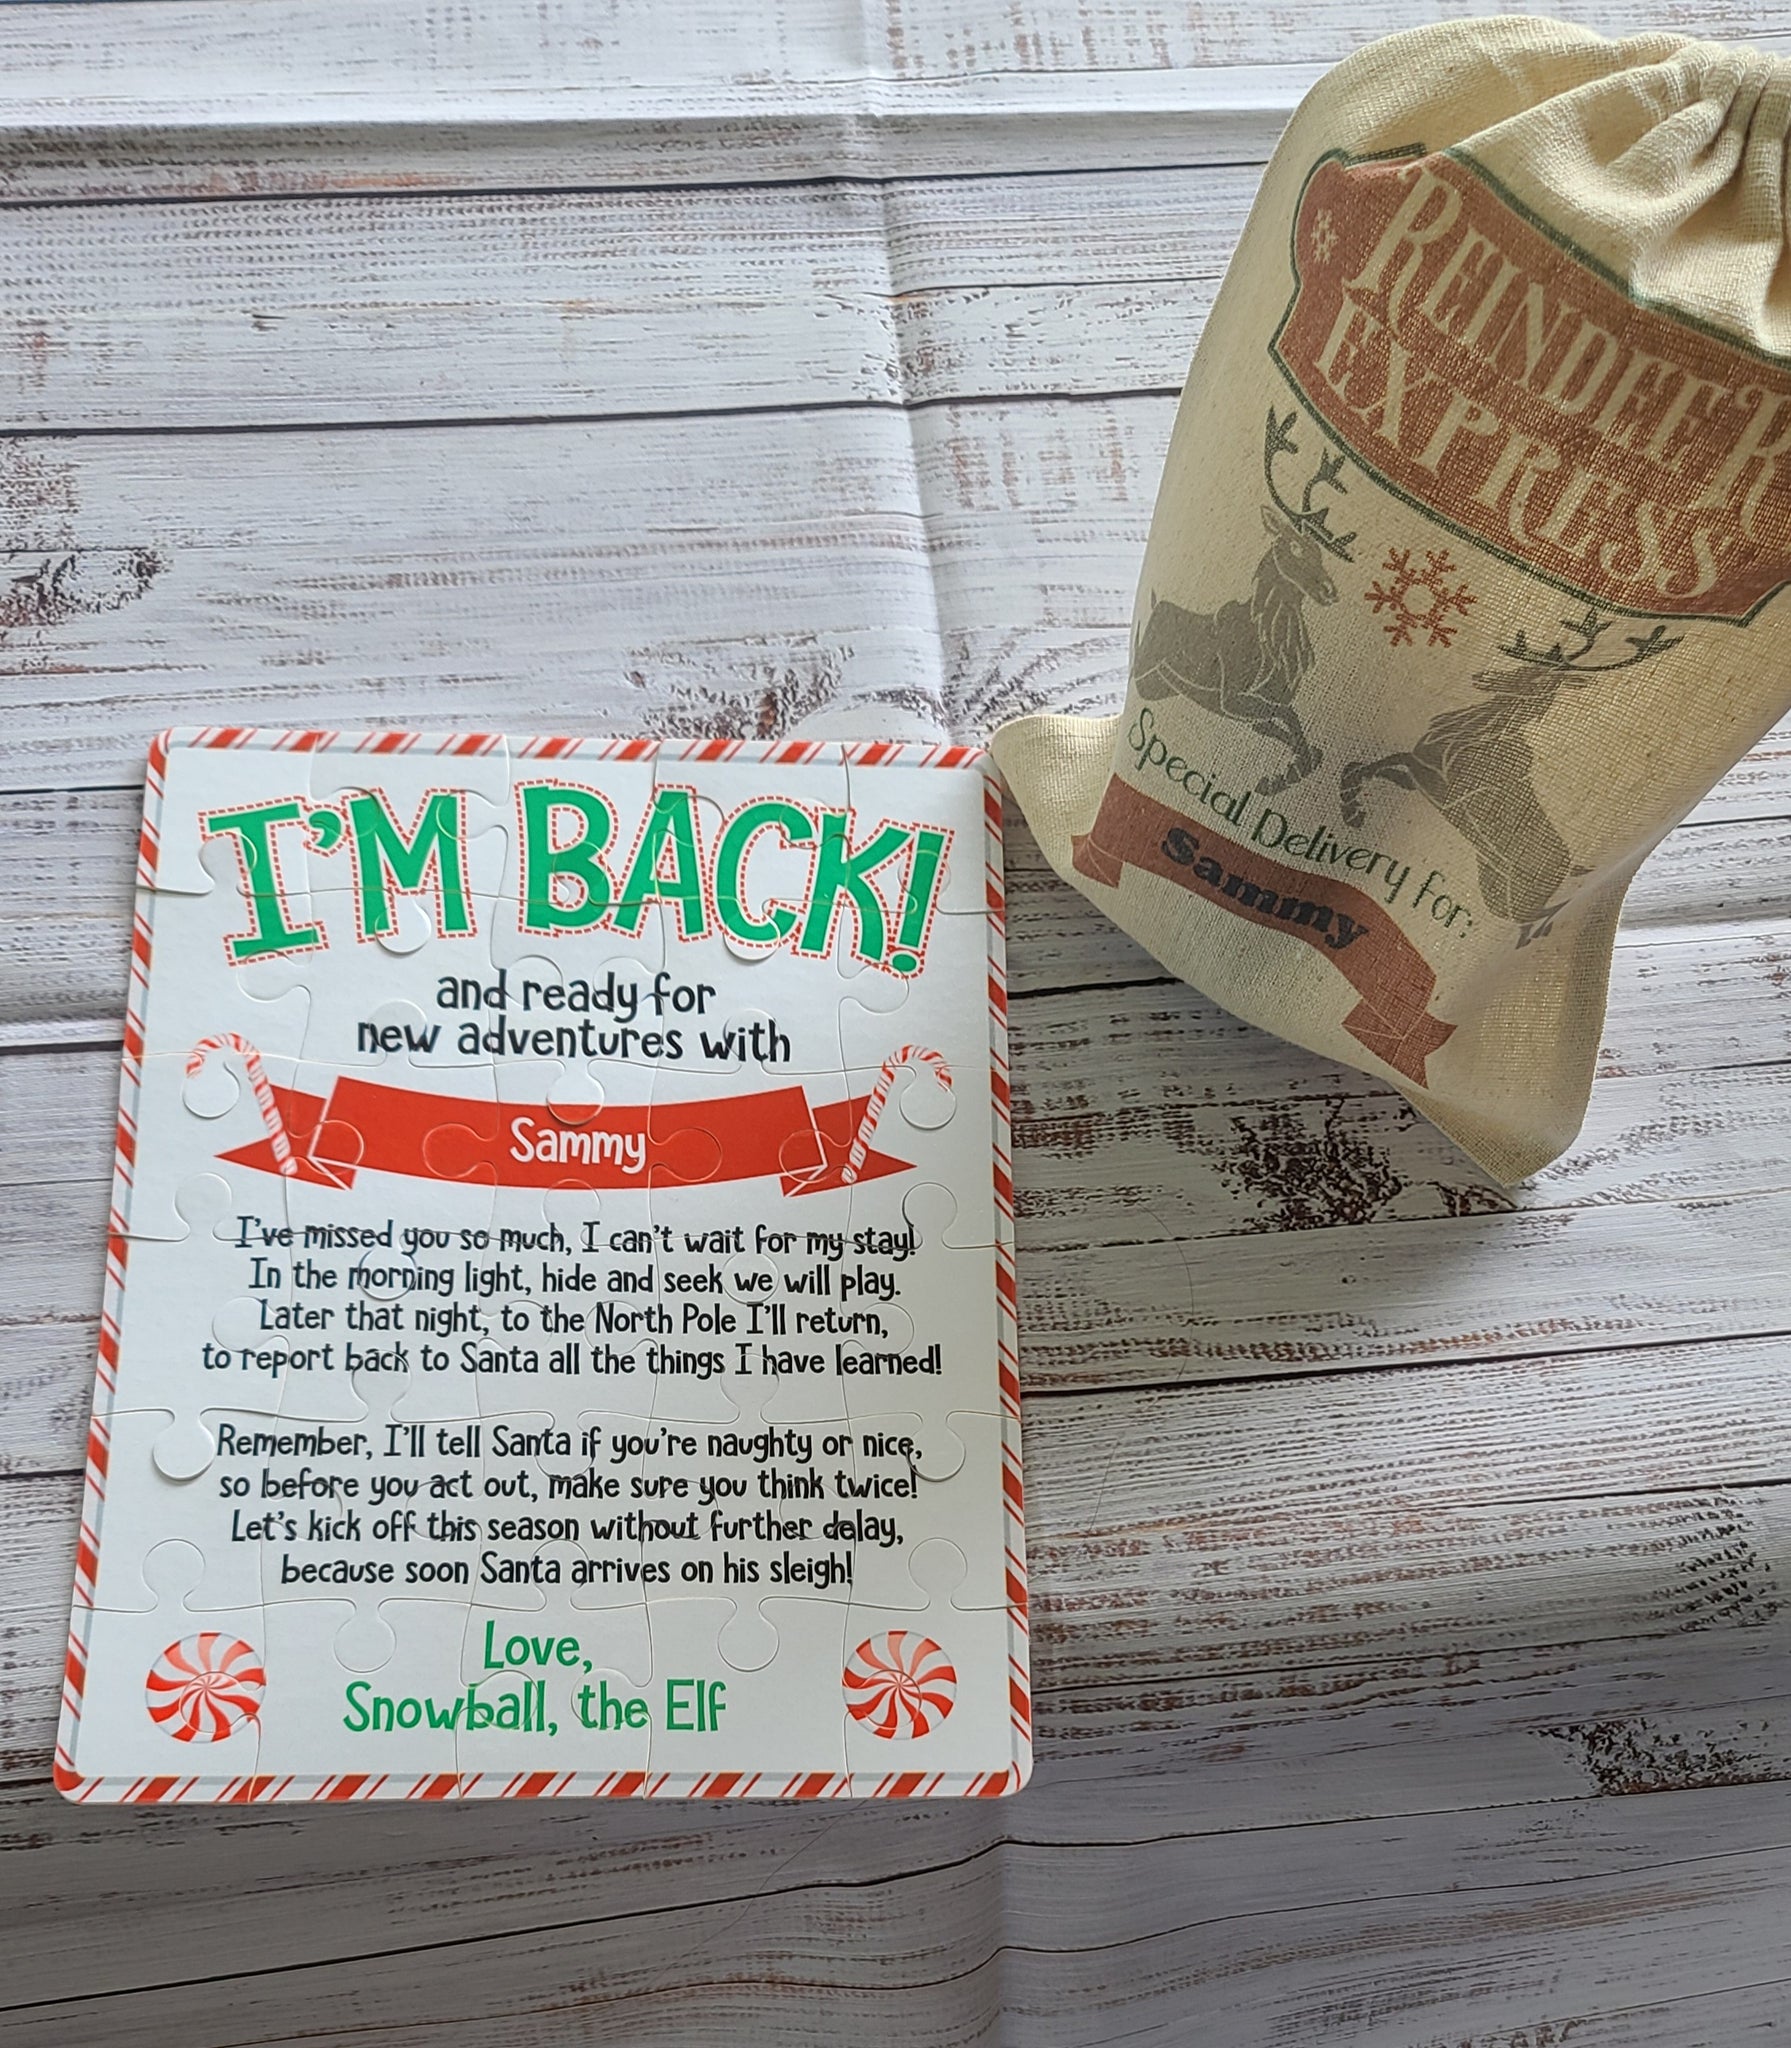 I'M BACK!
and ready for
new adventures with
Sammy
I've missed you so much, I can't wait for my stay!
In the morning light, hide and seek we will play.
Later that night, to the North Pole I'll return,
to report back to Santa all the things I have learned!
Remember, I'll tell Santa if you're naughty or nice,
so before you act out, make sure you think twice!
Let's kick off this season without further delay,
because soon Santa arrives on his sleigh!
Love,
Snowball, the Elf
REINDEER
EXPRESS
Special Delivery for:
Sammy